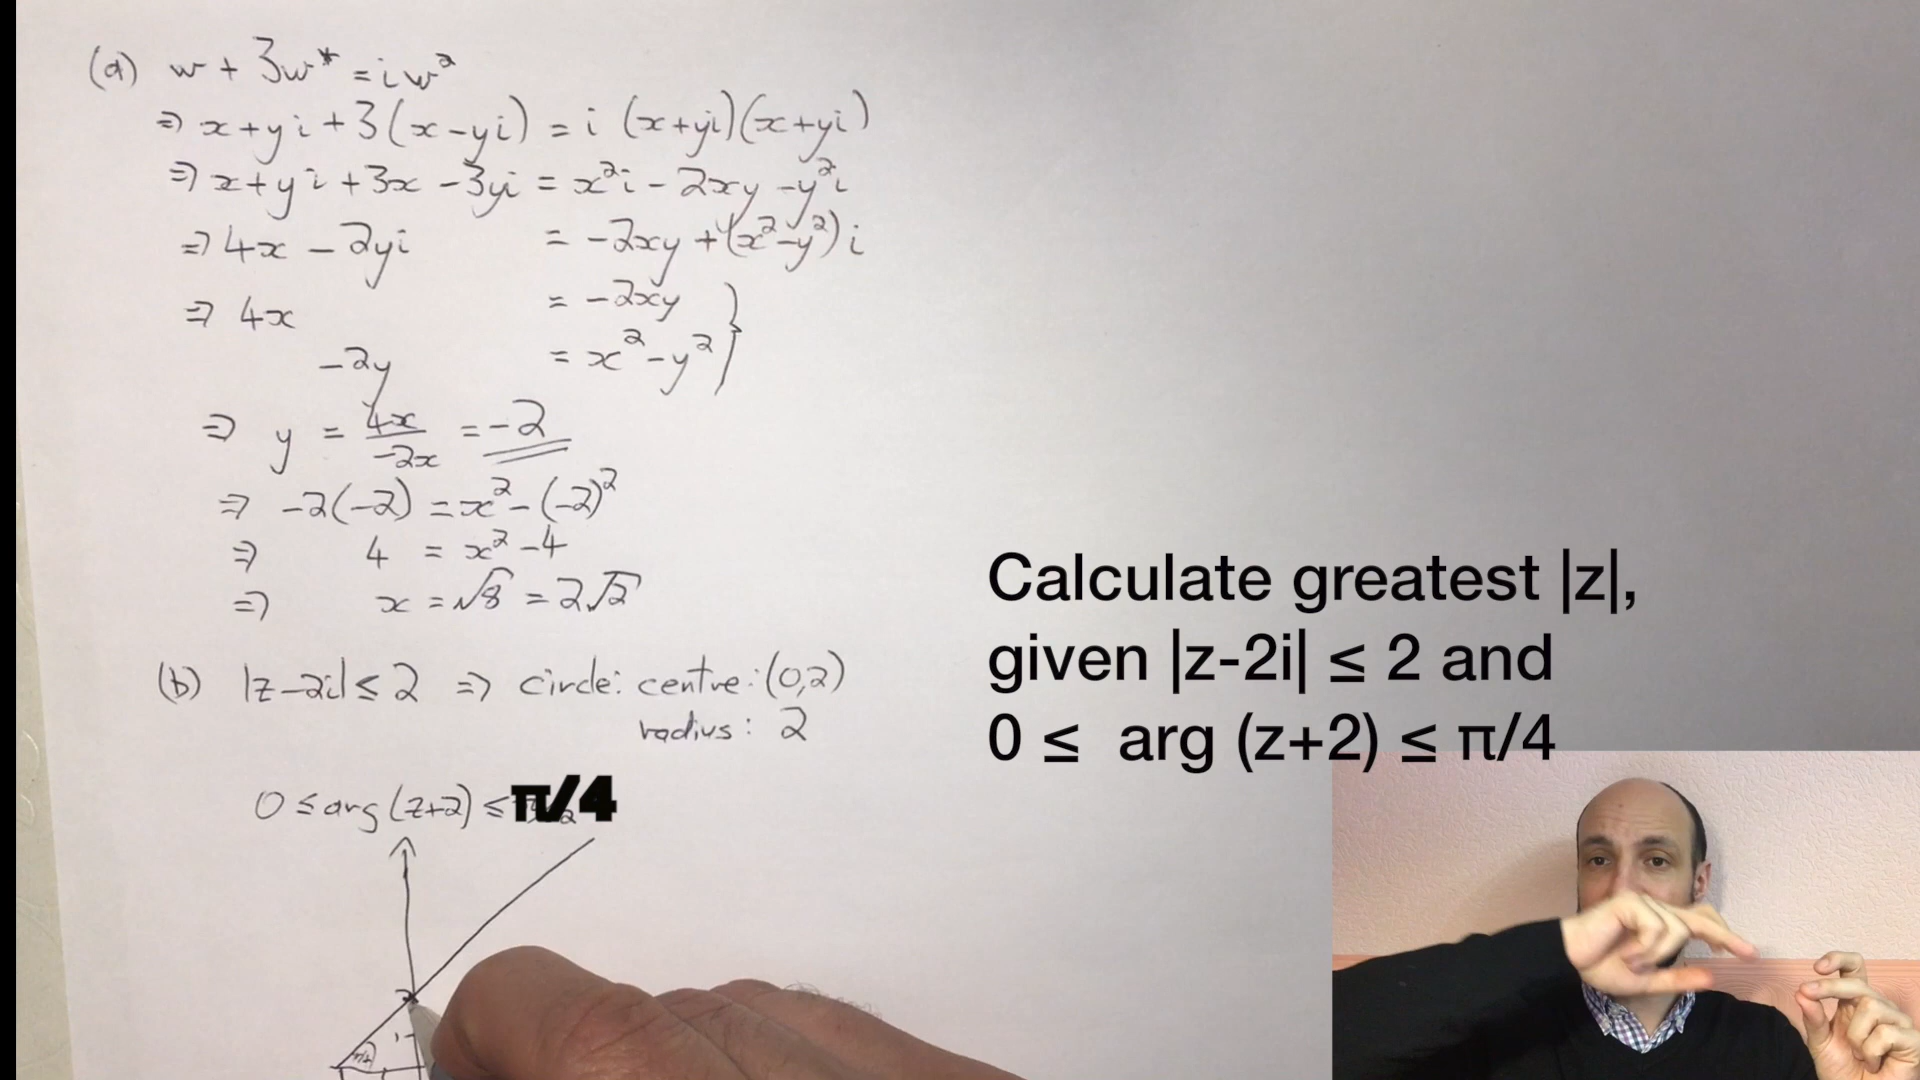 (a) w + 3w* = iw²
⇒ x+yi+3(x-yi) = i (x+yi)(x+yi)
⇒ x+yi+3x-3yi = x²i-2xy-y²i
⇒ 4x-2yi = -2xy+(x²-y²)i
⇒ 4x = -2xy
-2y = x²-y²
⇒ y = 4x/-2x = -2
⇒ -2(-2) = x²-(-2)²
⇒ 4 = x²-4
⇒ x = √8 = 2√2
(b) |z-2i| ≤ 2 ⇒ circle: centre: (0,2)
radius: 2
0 ≤ arg (z+2) ≤ π/4
2
1
Calculate greatest |z|,
given |z-2i| ≤ 2 and
0 ≤ arg (z+2) ≤ π/4